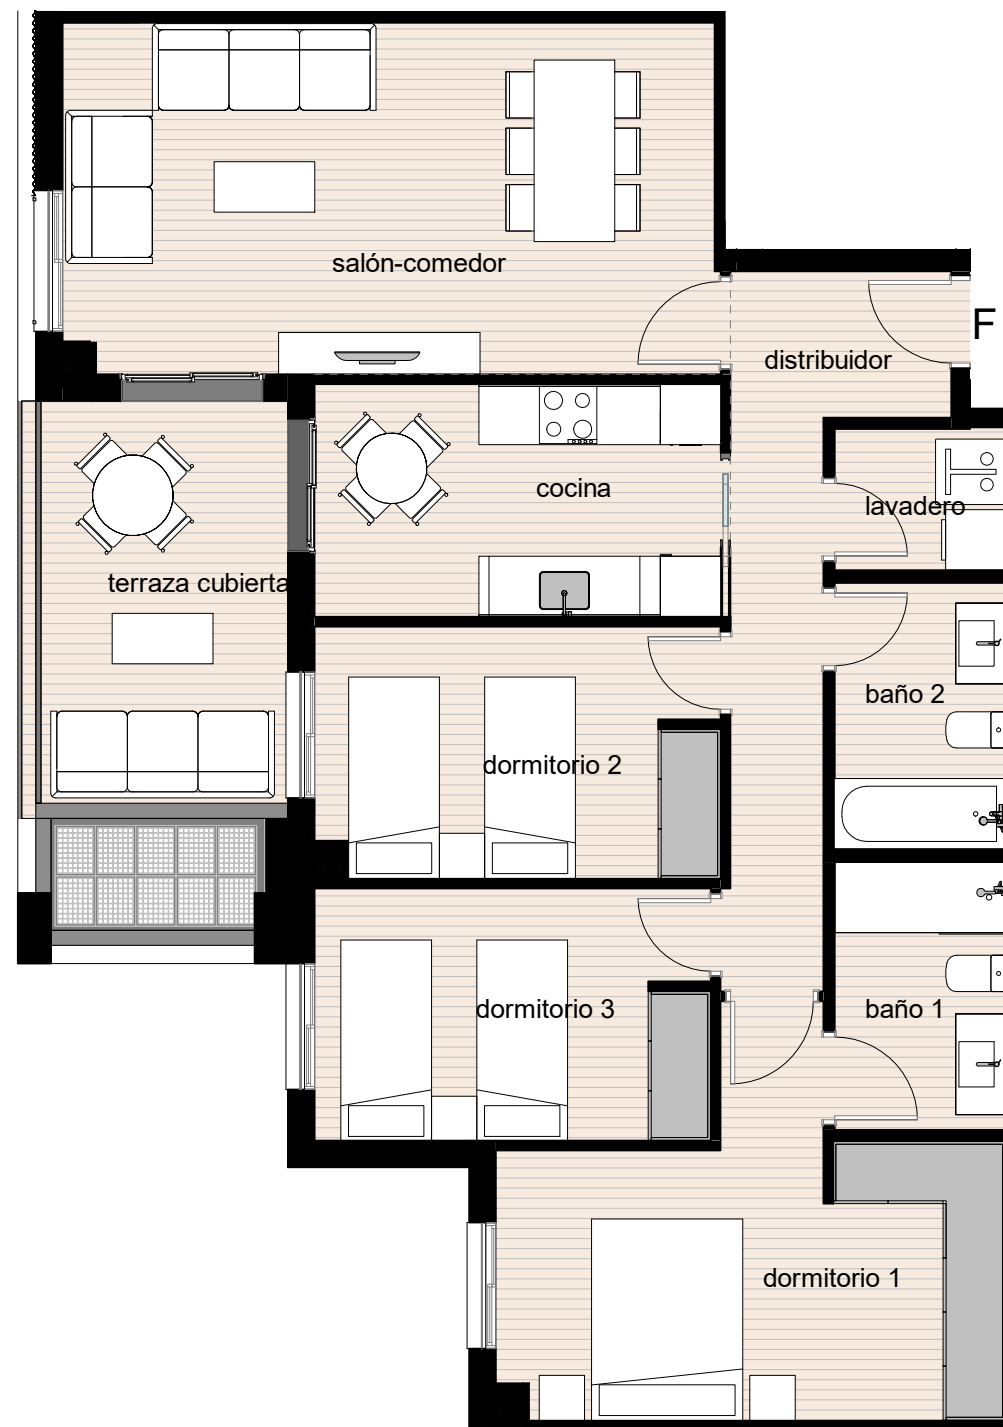 salón-comedor
F
distribuidor
cocina
lavadero
terraza cubierta
baño 2
dormitorio 2
dormitorio 3
baño 1
dormitorio 1